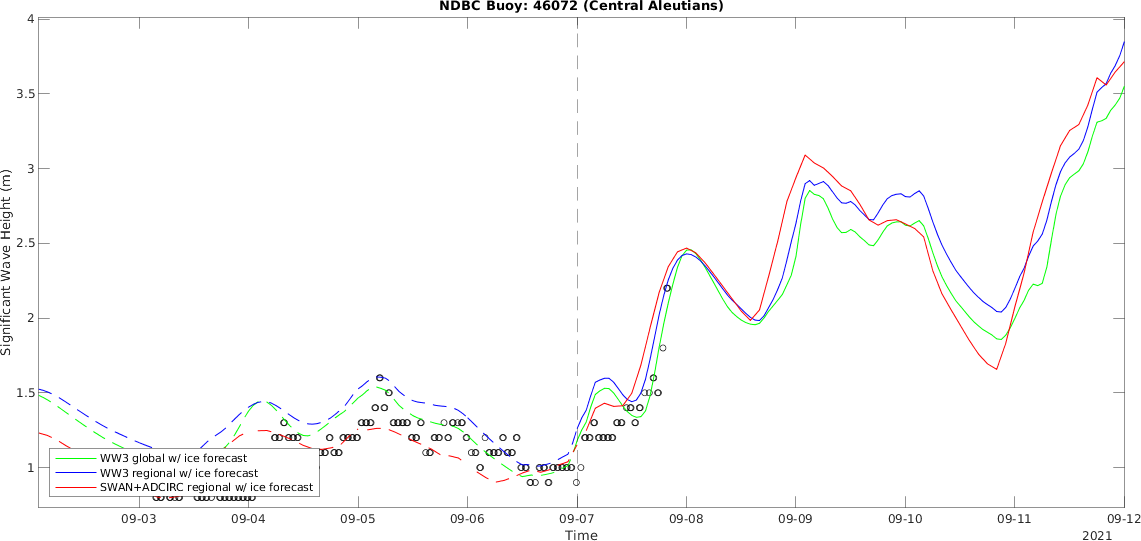 NDBC Buoy: 46072 (Central Aleutians)
4
3.5
3
2.5
2
1.5
1
Significant Wave Height (m)
WW3 global w/ ice forecast
WW3 regional w/ ice forecast
SWAN+ADCIRC regional w/ ice forecast
09-03 09-04 09-05 09-06 09-07 09-08 09-09 09-10 09-11 09-12
Time
2021